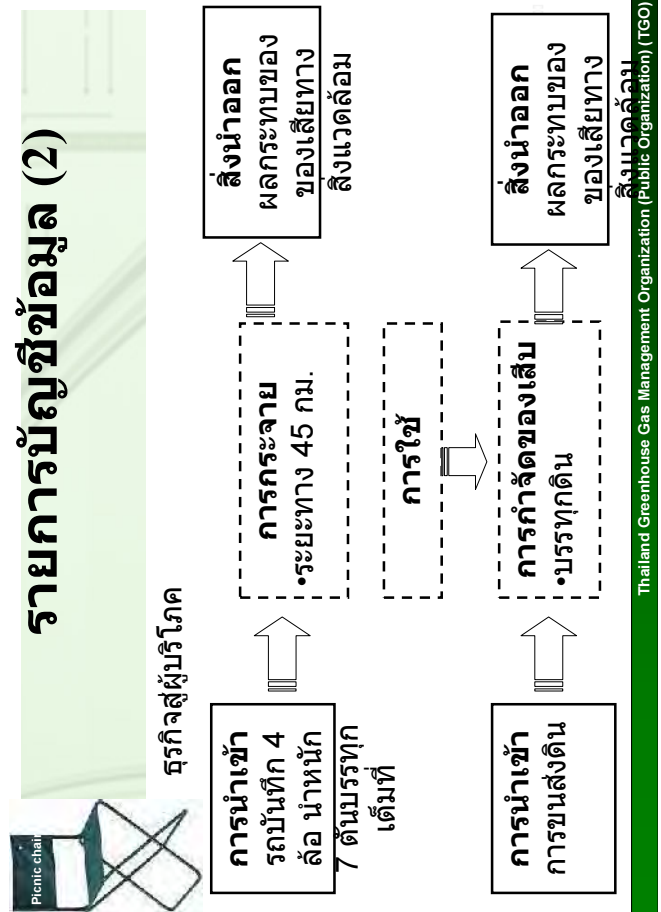 รายการบัญชีข้อมูล (2)
Picnic chair
ธุรกิจสู่ผู้บริโภค
การนำเข้า
รถบันทึก 4
ล้อ น้ำหนัก
7 ตันบรรทุก
เต็มที่
การกระจาย
•ระยะทาง 45 กม.
สิ่งนำออก
ผลกระทบของ
ของเสียทาง
สิ่งแวดล้อม
การใช้
การนำเข้า
การขนส่งดิน
การกำจัดของเสีบ
•บรรทุกดิน
สิ่งนำออก
ผลกระทบของ
ของเสียทาง
สิ่งแวดล้อม
Thailand Greenhouse Gas Management Organization (Public Organization) (TGO)